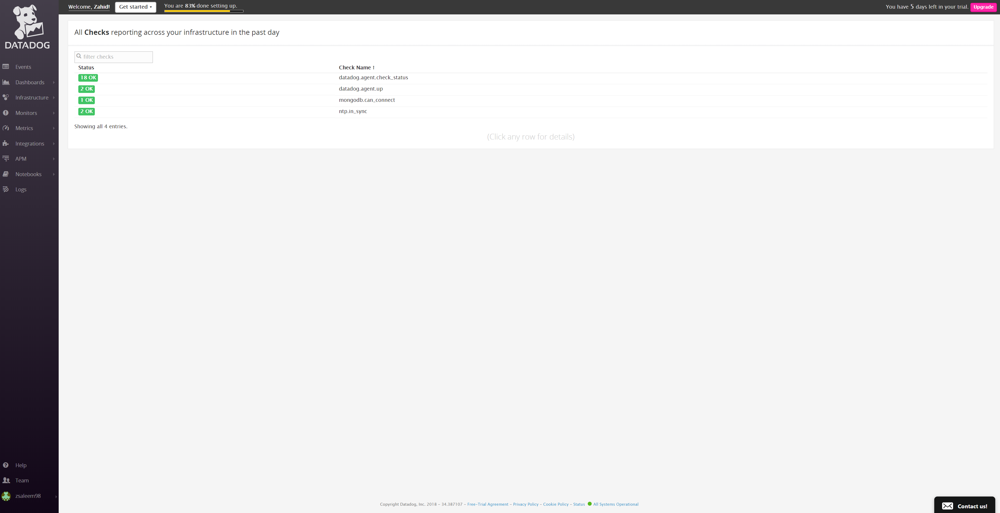 DATADOG
Events
Dashboards
Infrastructure
Monitors
Metrics
Integrations
APM
Notebooks
Logs
Help
Team
zsaleem98
Welcome, Zahid!
Get started
You are 83% done setting up.
You have 5 days left in your trial. Upgrade
All Checks reporting across your infrastructure in the past day
filter checks
Status Check Name ↑
18 OK datadog.agent.check_status
2 OK datadog.agent.up
1 OK mongodb.can_connect
2 OK ntp.in_sync
Showing all 4 entries.
(Click any row for details)
Copyright Datadog, Inc. 2018 - 34.387107 - Free-Trial Agreement - Privacy Policy - Cookie Policy - Status All Systems Operational
Contact us!